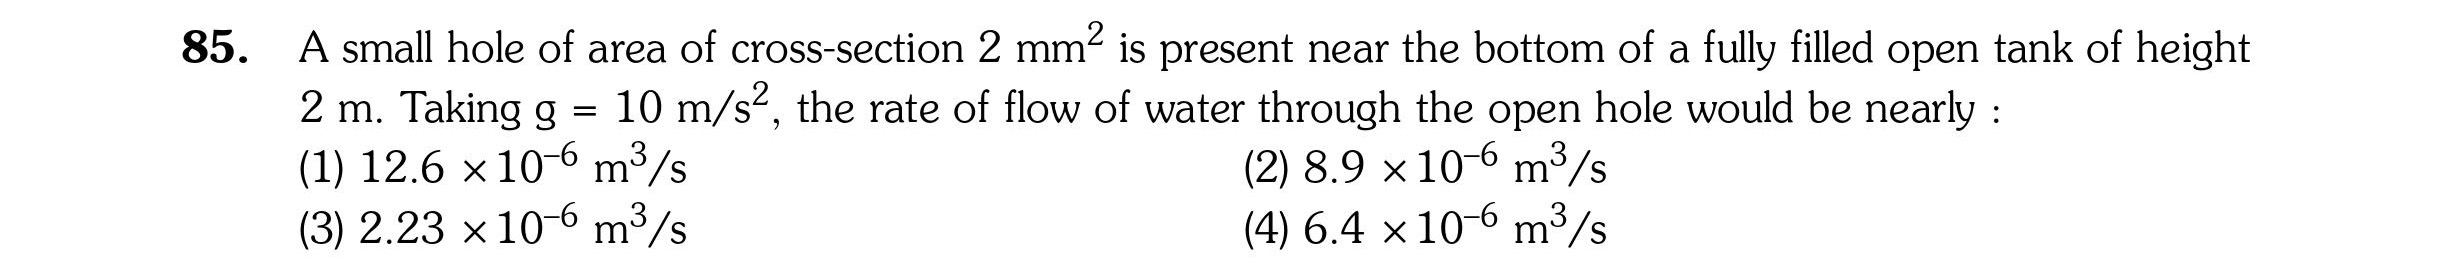 85. A small hole of area of cross-section 2 mm² is present near the bottom of a fully filled open tank of height
2 m. Taking g = 10 m/s², the rate of flow of water through the open hole would be nearly :
(1) 12.6 ×10⁻⁶ m³/s (2) 8.9 ×10⁻⁶ m³/s
(3) 2.23 ×10⁻⁶ m³/s (4) 6.4 ×10⁻⁶ m³/s